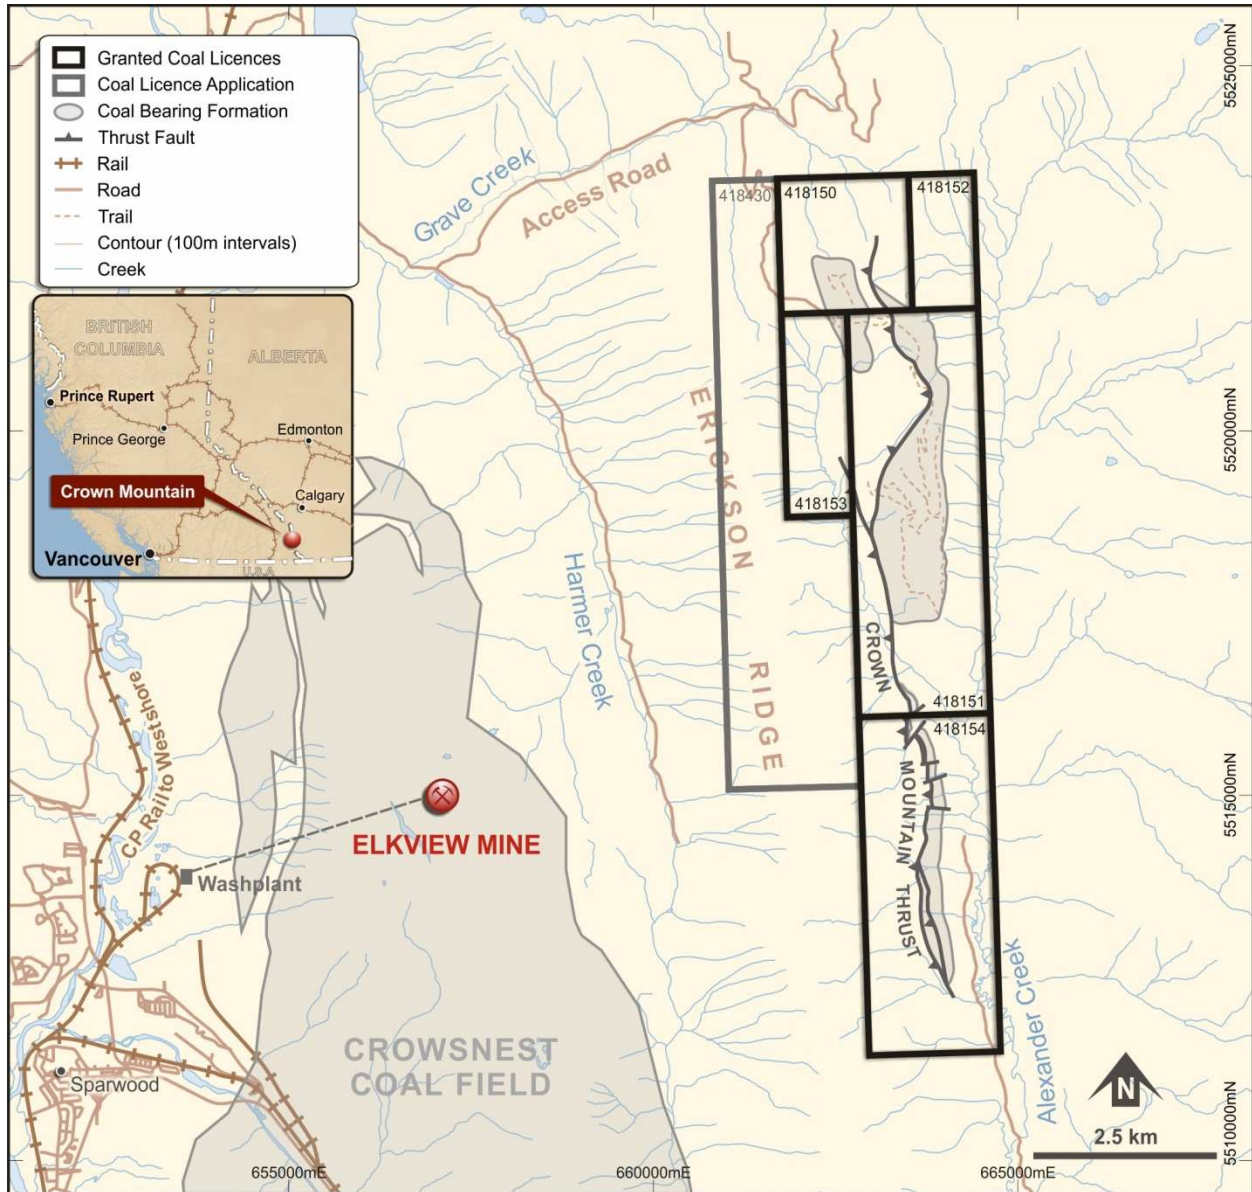 Granted Coal Licences
Coal Licence Application
Coal Bearing Formation
Thrust Fault
Rail
Road
Trail
Contour (100m intervals)
Creek
BRITISH
COLUMBIA
ALBERTA
Prince Rupert
Prince George
Edmonton
Crown Mountain
Calgary
Vancouver
U.S.A
Grave Creek
Access Road
418430
418150
418152
418153
418151
418154
ERICKSON
RIDGE
Harmer Creek
CROWN
MOUNTAIN
THRUST
CP Rail to Westshore
ELKVIEW MINE
Washplant
CROWSNEST
COAL FIELD
Sparwood
Alexander Creek
N
2.5 km
5525000mN
5520000mN
5515000mN
5510000mN
655000mE
660000mE
665000mE